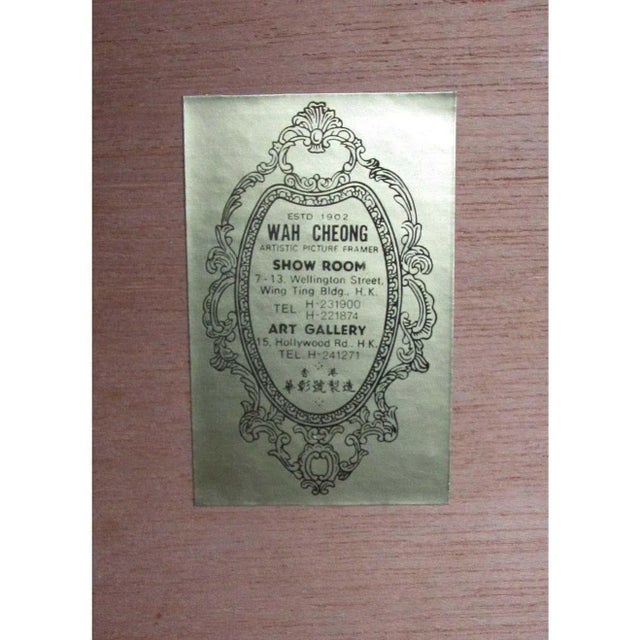 ESTD 1902
WAH CHEONG
ARTISTIC PICTURE FRAMER
SHOW ROOM
7-13, Wellington Street,
Wing Ting Bldg., H.K.
TEL H-231900
H-221874
ART GALLERY
15, Hollywood Rd., H.K.
TEL. H-241271
香港
華彰號製造